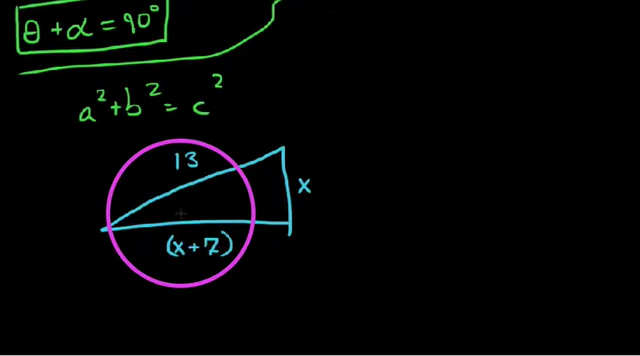 θ + α = 90°
a² + b² = c²
13
x
(x + 7)